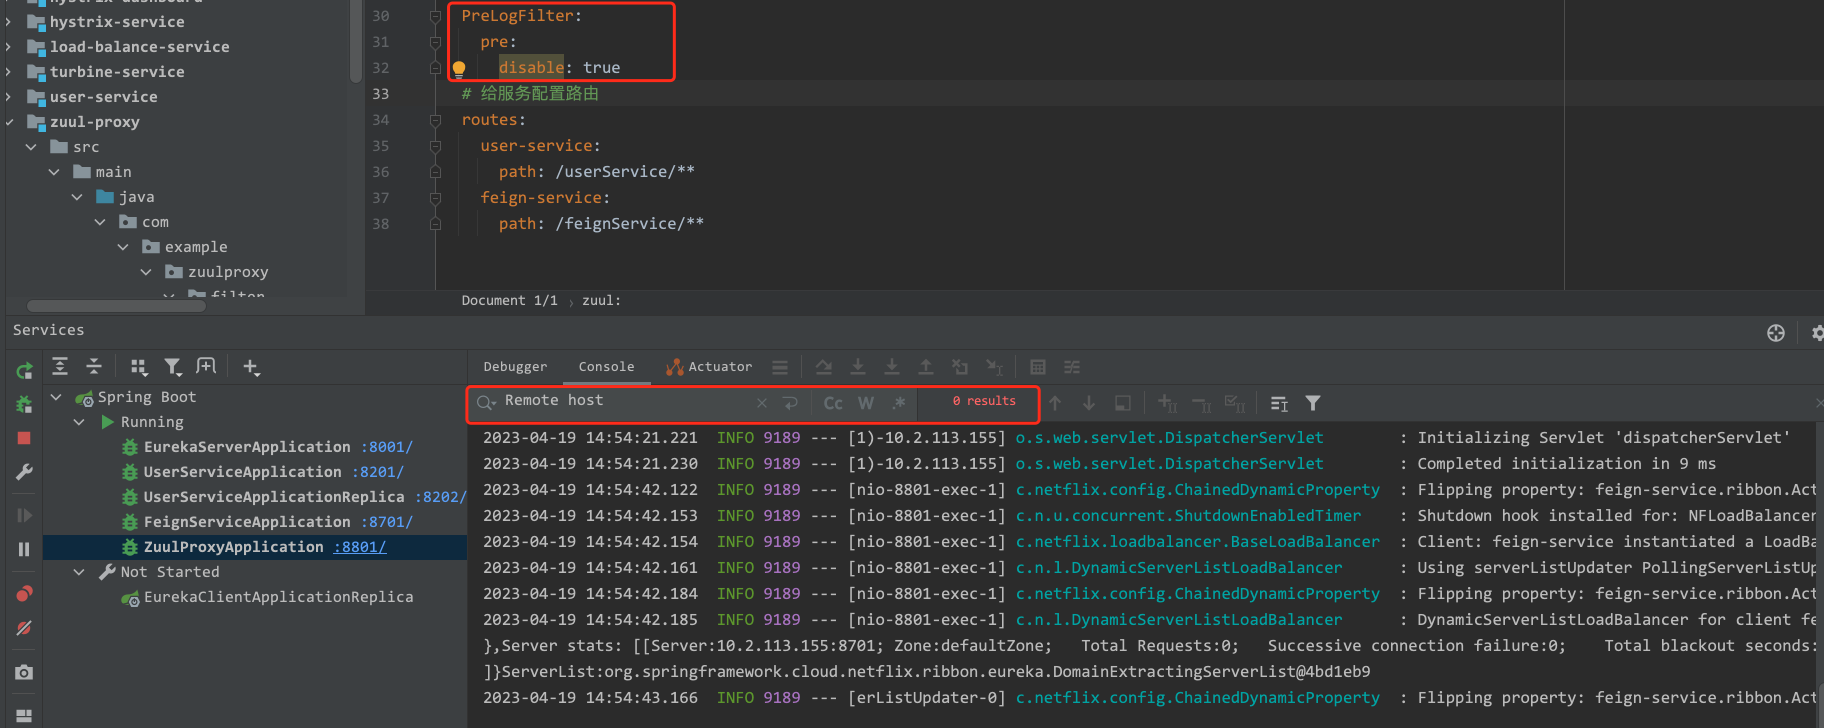 hystrix-dashboard
hystrix-service
load-balance-service
turbine-service
user-service
zuul-proxy
src
main
java
com
example
zuulproxy
filter
30 PreLogFilter:
31 pre:
32 disable: true
33 # 给服务配置路由
34 routes:
35 user-service:
36 path: /userService/**
37 feign-service:
38 path: /feignService/**
Document 1/1 › zuul:
Services
Spring Boot
Running
EurekaServerApplication :8001/
UserServiceApplication :8201/
UserServiceApplicationReplica :8202/
FeignServiceApplication :8701/
ZuulProxyApplication :8801/
Not Started
EurekaClientApplicationReplica
Debugger Console Actuator
Remote host Cc W .* 0 results
2023-04-19 14:54:21.221 INFO 9189 --- [1)-10.2.113.155] o.s.web.servlet.DispatcherServlet : Initializing Servlet 'dispatcherServlet'
2023-04-19 14:54:21.230 INFO 9189 --- [1)-10.2.113.155] o.s.web.servlet.DispatcherServlet : Completed initialization in 9 ms
2023-04-19 14:54:42.122 INFO 9189 --- [nio-8801-exec-1] c.netflix.config.ChainedDynamicProperty : Flipping property: feign-service.ribbon.Act
2023-04-19 14:54:42.153 INFO 9189 --- [nio-8801-exec-1] c.n.u.concurrent.ShutdownEnabledTimer : Shutdown hook installed for: NFLoadBalancer
2023-04-19 14:54:42.154 INFO 9189 --- [nio-8801-exec-1] c.netflix.loadbalancer.BaseLoadBalancer : Client: feign-service instantiated a LoadBa
2023-04-19 14:54:42.161 INFO 9189 --- [nio-8801-exec-1] c.n.l.DynamicServerListLoadBalancer : Using serverListUpdater PollingServerListUp
2023-04-19 14:54:42.184 INFO 9189 --- [nio-8801-exec-1] c.netflix.config.ChainedDynamicProperty : Flipping property: feign-service.ribbon.Act
2023-04-19 14:54:42.185 INFO 9189 --- [nio-8801-exec-1] c.n.l.DynamicServerListLoadBalancer : DynamicServerListLoadBalancer for client fe
},Server stats: [[Server:10.2.113.155:8701; Zone:defaultZone; Total Requests:0; Successive connection failure:0; Total blackout seconds:
]}ServerList:org.springframework.cloud.netflix.ribbon.eureka.DomainExtractingServerList@4bd1eb9
2023-04-19 14:54:43.166 INFO 9189 --- [erListUpdater-0] c.netflix.config.ChainedDynamicProperty : Flipping property: feign-service.ribbon.Act